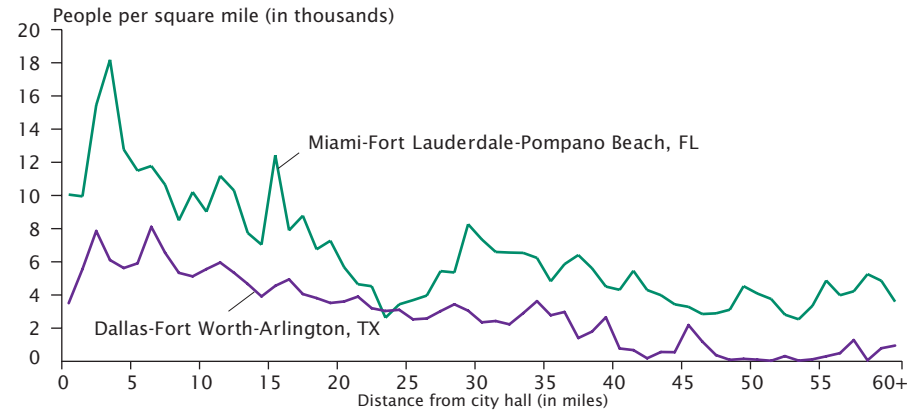 People per square mile (in thousands)
20
18
16
14
12
10
8
6
4
2
0
Miami-Fort Lauderdale-Pompano Beach, FL
Dallas-Fort Worth-Arlington, TX
0 5 10 15 20 25 30 35 40 45 50 55 60+
Distance from city hall (in miles)